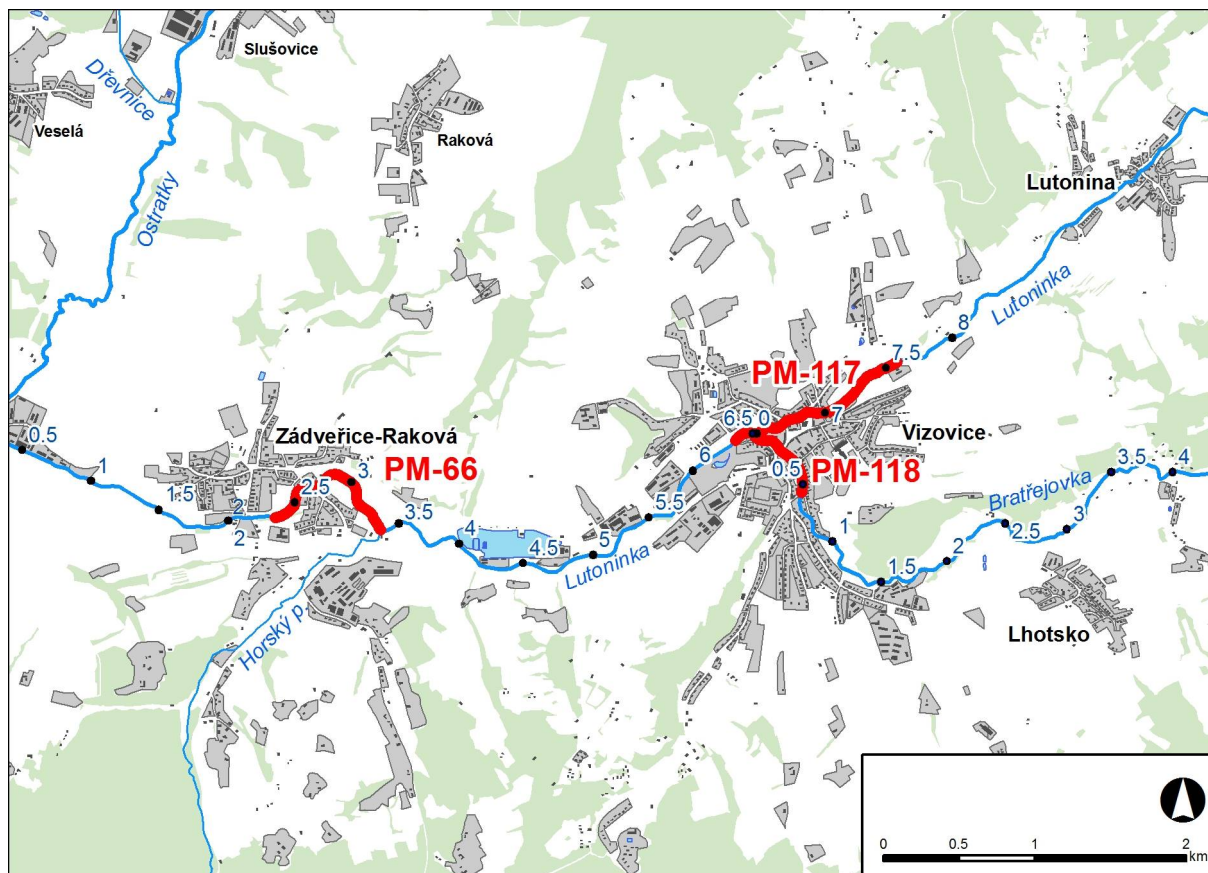 Slušovice
Dřevnice
Veselá
Raková
Lutonina
Ostratky
Lutoninka
8
7.5
PM-117
7
6.5
0
Vizovice
Zádveřice-Raková
0.5
PM-66
6
0.5
PM-118
3.5
4
1
3
2.5
Bratřejovka
1.5
2
5.5
3.5
2
4
4.5
5
Lutoninka
1
2.5
3
2
1.5
Horský p.
Lhotsko
0
0.5
1
2
km